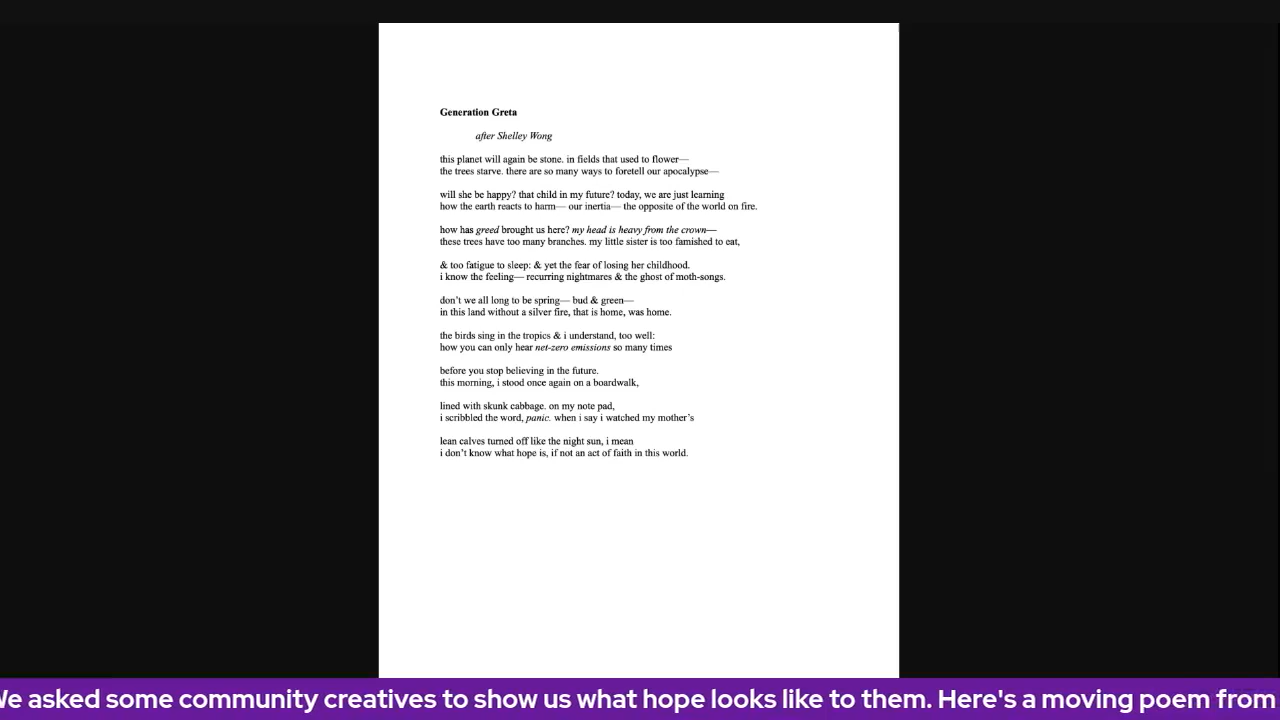 Generation Greta
after Shelley Wong
this planet will again be stone. in fields that used to flower—
the trees starve. there are so many ways to foretell our apocalypse—
will she be happy? that child in my future? today, we are just learning
how the earth reacts to harm— our inertia— the opposite of the world on fire.
how has greed brought us here? my head is heavy from the crown—
these trees have too many branches. my little sister is too famished to eat,
& too fatigue to sleep: & yet the fear of losing her childhood.
i know the feeling— recurring nightmares & the ghost of moth-songs.
don't we all long to be spring— bud & green—
in this land without a silver fire, that is home, was home.
the birds sing in the tropics & i understand, too well:
how you can only hear net-zero emissions so many times
before you stop believing in the future.
this morning, i stood once again on a boardwalk,
lined with skunk cabbage. on my note pad,
i scribbled the word, panic. when i say i watched my mother's
lean calves turned off like the night sun, i mean
i don't know what hope is, if not an act of faith in this world.
We asked some community creatives to show us what hope looks like to them. Here's a moving poem from